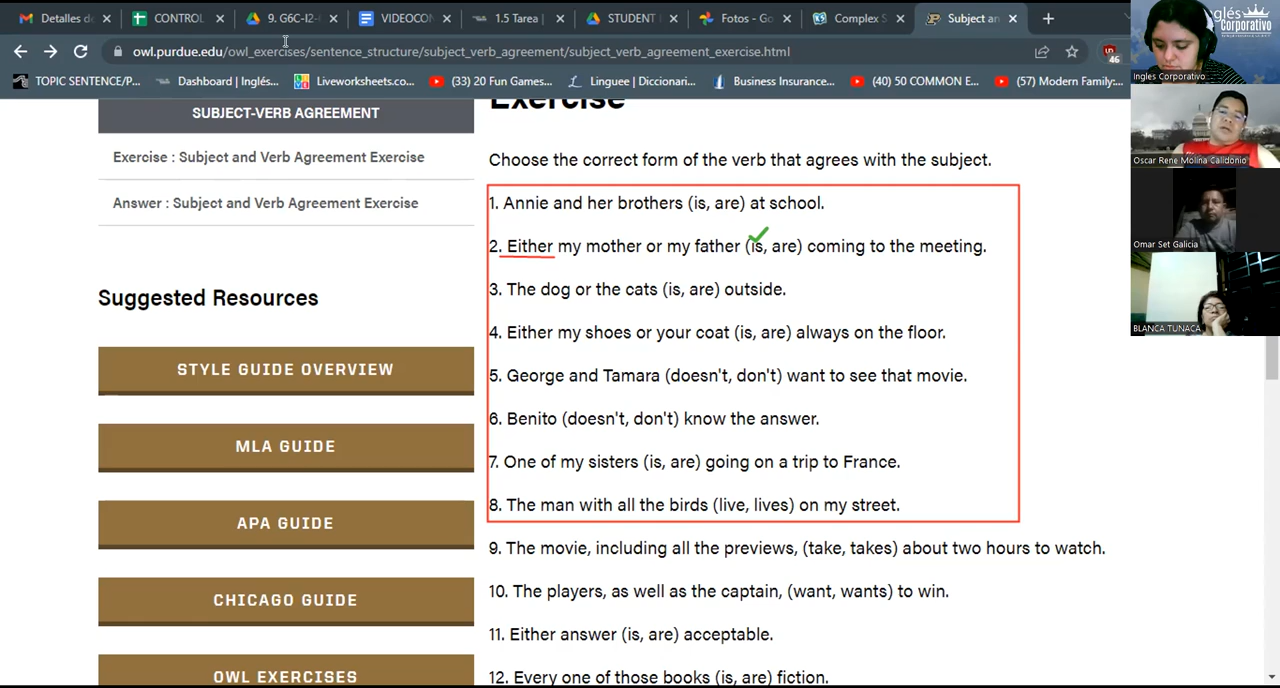 Detalles de
CONTROL
9. G6C-I2-
VIDEOCON
1.5 Tarea |
STUDENT
Fotos - Go
Complex S
Subject an
owl.purdue.edu/owl_exercises/sentence_structure/subject_verb_agreement/subject_verb_agreement_exercise.html
46
TOPIC SENTENCE/P...
Dashboard | Inglés...
Liveworksheets.co...
(33) 20 Fun Games...
Linguee | Diccionari...
Business Insurance...
(40) 50 COMMON E...
(57) Modern Family:...
Inglés
Corporativo
Ingles Corporativo
Oscar Rene Molina Calidonio
Omar Set Galicia
BLANCA TUNACA
SUBJECT-VERB AGREEMENT
Exercise : Subject and Verb Agreement Exercise
Answer : Subject and Verb Agreement Exercise
Suggested Resources
STYLE GUIDE OVERVIEW
MLA GUIDE
APA GUIDE
CHICAGO GUIDE
OWL EXERCISES
Exercise
Choose the correct form of the verb that agrees with the subject.
1. Annie and her brothers (is, are) at school.
2. Either my mother or my father (is, are) coming to the meeting.
3. The dog or the cats (is, are) outside.
4. Either my shoes or your coat (is, are) always on the floor.
5. George and Tamara (doesn't, don't) want to see that movie.
6. Benito (doesn't, don't) know the answer.
7. One of my sisters (is, are) going on a trip to France.
8. The man with all the birds (live, lives) on my street.
9. The movie, including all the previews, (take, takes) about two hours to watch.
10. The players, as well as the captain, (want, wants) to win.
11. Either answer (is, are) acceptable.
12. Every one of those books (is, are) fiction.